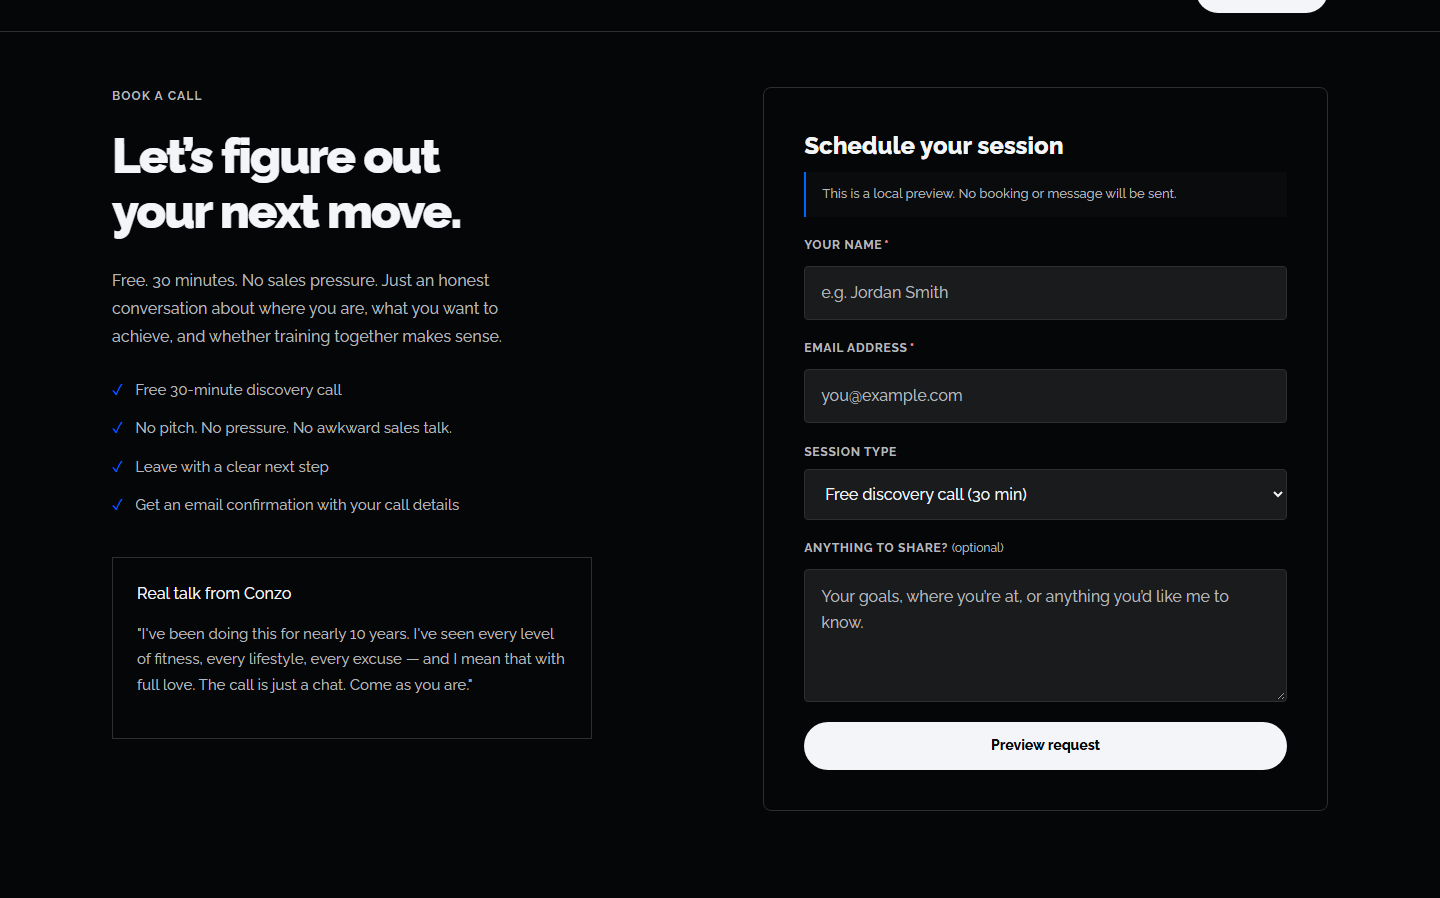 BOOK A CALL
Let’s figure out
your next move.
Free. 30 minutes. No sales pressure. Just an honest
conversation about where you are, what you want to
achieve, and whether training together makes sense.
✓ Free 30-minute discovery call
✓ No pitch. No pressure. No awkward sales talk.
✓ Leave with a clear next step
✓ Get an email confirmation with your call details
Real talk from Conzo
"I've been doing this for nearly 10 years. I've seen every level
of fitness, every lifestyle, every excuse — and I mean that with
full love. The call is just a chat. Come as you are."
Schedule your session
This is a local preview. No booking or message will be sent.
YOUR NAME *
e.g. Jordan Smith
EMAIL ADDRESS *
you@example.com
SESSION TYPE
Free discovery call (30 min)
ANYTHING TO SHARE? (optional)
Your goals, where you’re at, or anything you’d like me to
know.
Preview request